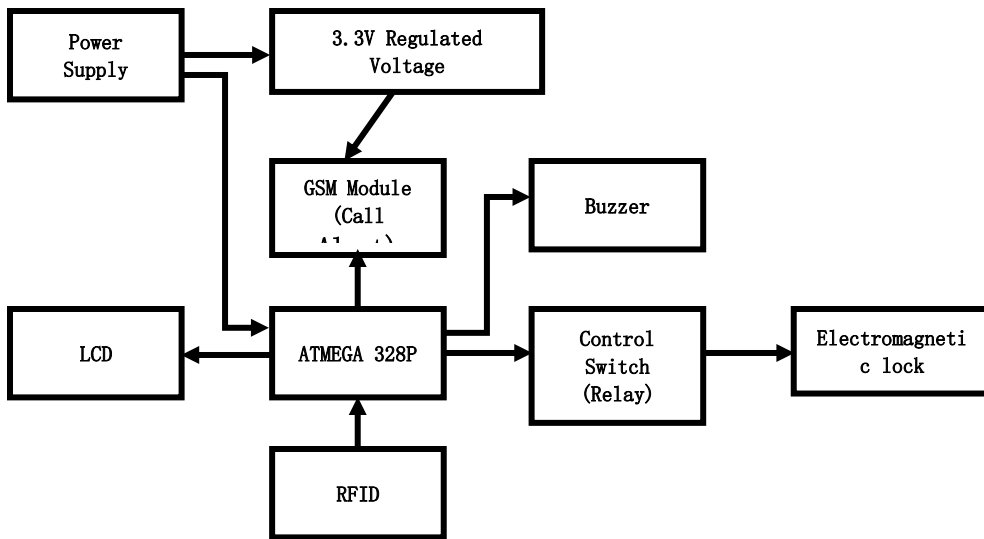 Power
Supply
3.3V Regulated
Voltage
GSM Module
(Call
Buzzer
LCD
ATMEGA 328P
Control
Switch
(Relay)
Electromagneti
c lock
RFID